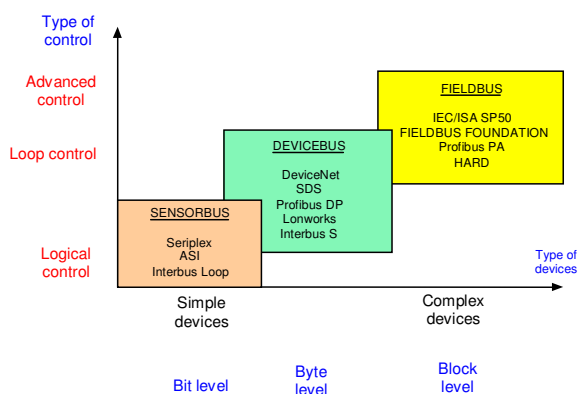 Type of
control
Advanced
control
Loop control
Logical
control
FIELDBUS
IEC/ISA SP50
FIELDBUS FOUNDATION
Profibus PA
HARD
DEVICEBUS
DeviceNet
SDS
Profibus DP
Lonworks
Interbus S
SENSORBUS
Seriplex
ASI
Interbus Loop
Type of
devices
Simple
devices
Complex
devices
Bit level
Byte
level
Block
level